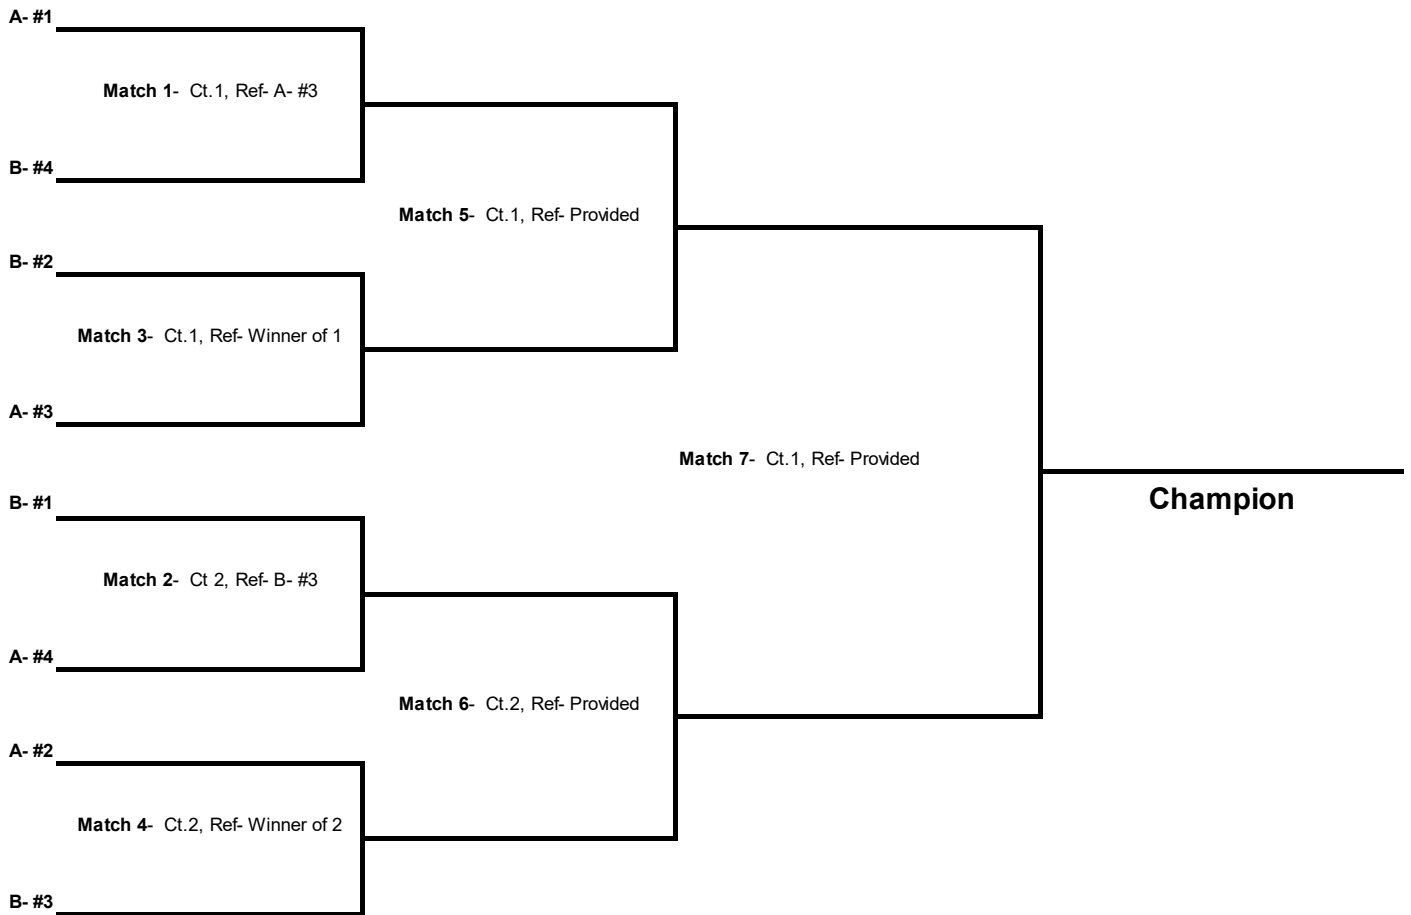 A- #1
Match 1-  Ct.1, Ref- A- #3
B- #4
Match 5-  Ct.1, Ref- Provided
B- #2
Match 3-  Ct.1, Ref- Winner of 1
A- #3
Match 7-  Ct.1, Ref- Provided
Champion
B- #1
Match 2-  Ct 2, Ref- B- #3
A- #4
Match 6-  Ct.2, Ref- Provided
A- #2
Match 4-  Ct.2, Ref- Winner of 2
B- #3